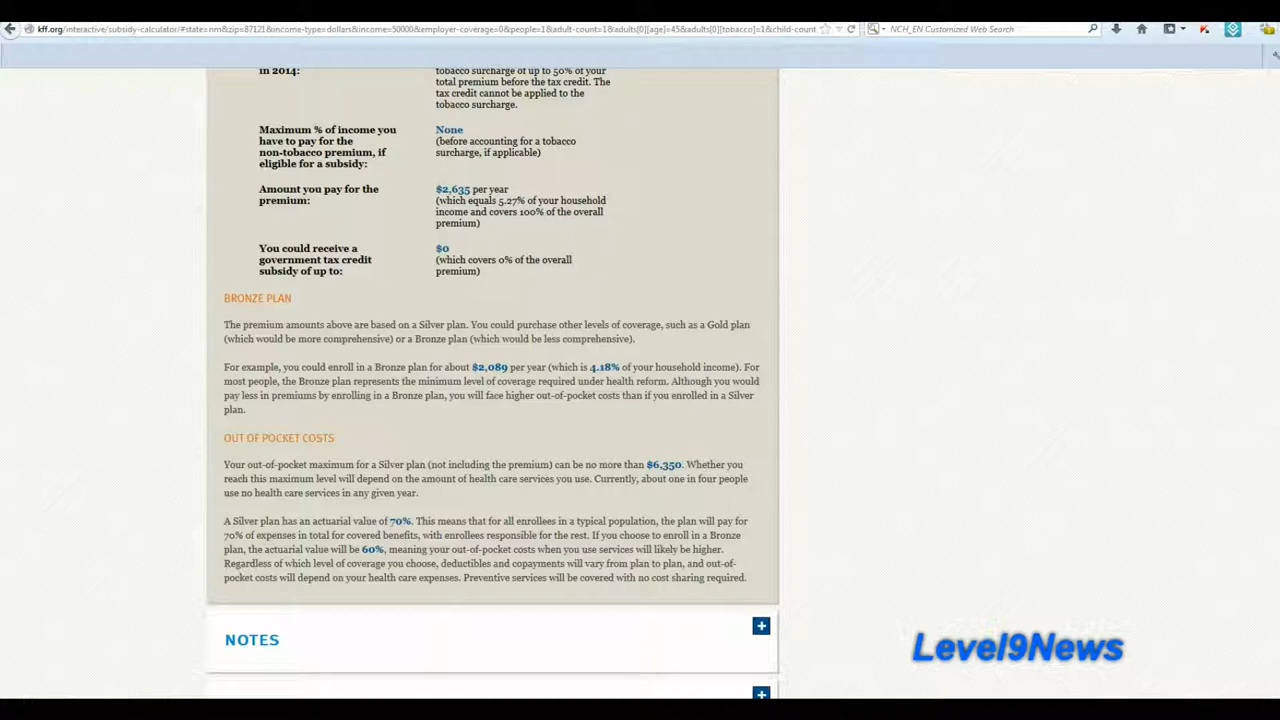 kff.org/interactive/subsidy-calculator/#state=nm&zip=87121&income-type=dollars&income=50000&employer-coverage=0&people=1&adult-count=1&adults[0][age]=45&adults[0][tobacco]=1&child-count
NCH_EN Customized Web Search
in 2014:
tobacco surcharge of up to 50% of your
total premium before the tax credit. The
tax credit cannot be applied to the
tobacco surcharge.
Maximum % of income you
have to pay for the
non-tobacco premium, if
eligible for a subsidy:
None
(before accounting for a tobacco
surcharge, if applicable)
Amount you pay for the
premium:
$2,635 per year
(which equals 5.27% of your household
income and covers 100% of the overall
premium)
You could receive a
government tax credit
subsidy of up to:
$0
(which covers 0% of the overall
premium)
BRONZE PLAN
The premium amounts above are based on a Silver plan. You could purchase other levels of coverage, such as a Gold plan
(which would be more comprehensive) or a Bronze plan (which would be less comprehensive).
For example, you could enroll in a Bronze plan for about $2,089 per year (which is 4.18% of your household income). For
most people, the Bronze plan represents the minimum level of coverage required under health reform. Although you would
pay less in premiums by enrolling in a Bronze plan, you will face higher out-of-pocket costs than if you enrolled in a Silver
plan.
OUT OF POCKET COSTS
Your out-of-pocket maximum for a Silver plan (not including the premium) can be no more than $6,350. Whether you
reach this maximum level will depend on the amount of health care services you use. Currently, about one in four people
use no health care services in any given year.
A Silver plan has an actuarial value of 70%. This means that for all enrollees in a typical population, the plan will pay for
70% of expenses in total for covered benefits, with enrollees responsible for the rest. If you choose to enroll in a Bronze
plan, the actuarial value will be 60%, meaning your out-of-pocket costs when you use services will likely be higher.
Regardless of which level of coverage you choose, deductibles and copayments will vary from plan to plan, and out-of-
pocket costs will depend on your health care expenses. Preventive services will be covered with no cost sharing required.
NOTES
Level9News